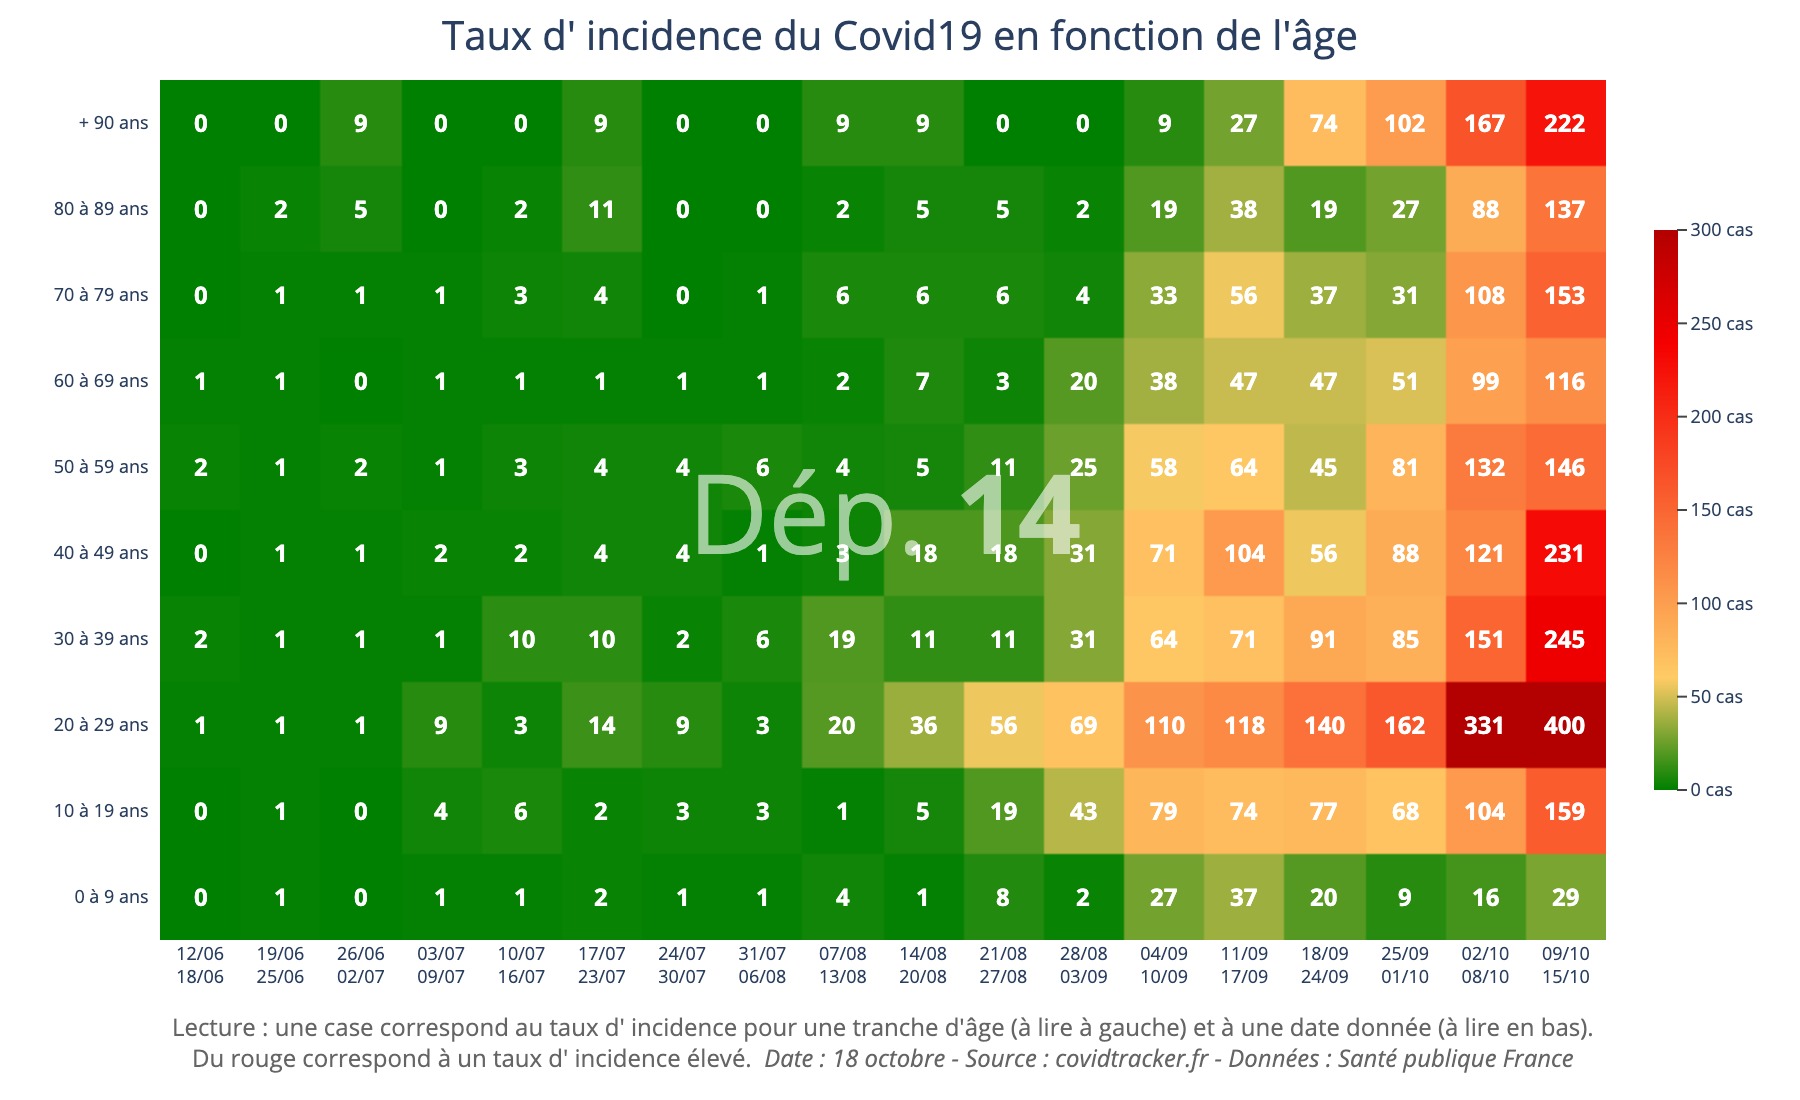 Taux d' incidence du Covid19 en fonction de l'âge
+ 90 ans 0 0 9 0 0 9 0 0 9 9 0 0 9 27 74 102 167 222
80 à 89 ans 0 2 5 0 2 11 0 0 2 5 5 2 19 38 19 27 88 137
70 à 79 ans 0 1 1 1 3 4 0 1 6 6 6 4 33 56 37 31 108 153
60 à 69 ans 1 1 0 1 1 1 1 1 2 7 3 20 38 47 47 51 99 116
50 à 59 ans 2 1 2 1 3 4 4 6 4 5 11 25 58 64 45 81 132 146
Dép. 14
40 à 49 ans 0 1 1 2 2 4 4 1 3 18 18 31 71 104 56 88 121 231
30 à 39 ans 2 1 1 1 10 10 2 6 19 11 11 31 64 71 91 85 151 245
20 à 29 ans 1 1 1 9 3 14 9 3 20 36 56 69 110 118 140 162 331 400
10 à 19 ans 0 1 0 4 6 2 3 3 1 5 19 43 79 74 77 68 104 159
0 à 9 ans 0 1 0 1 1 2 1 1 4 1 8 2 27 37 20 9 16 29
12/06 19/06 26/06 03/07 10/07 17/07 24/07 31/07 07/08 14/08 21/08 28/08 04/09 11/09 18/09 25/09 02/10 09/10
18/06 25/06 02/07 09/07 16/07 23/07 30/07 06/08 13/08 20/08 27/08 03/09 10/09 17/09 24/09 01/10 08/10 15/10
300 cas
250 cas
200 cas
150 cas
100 cas
50 cas
0 cas
Lecture : une case correspond au taux d' incidence pour une tranche d'âge (à lire à gauche) et à une date donnée (à lire en bas).
Du rouge correspond à un taux d' incidence élevé. Date : 18 octobre - Source : covidtracker.fr - Données : Santé publique France